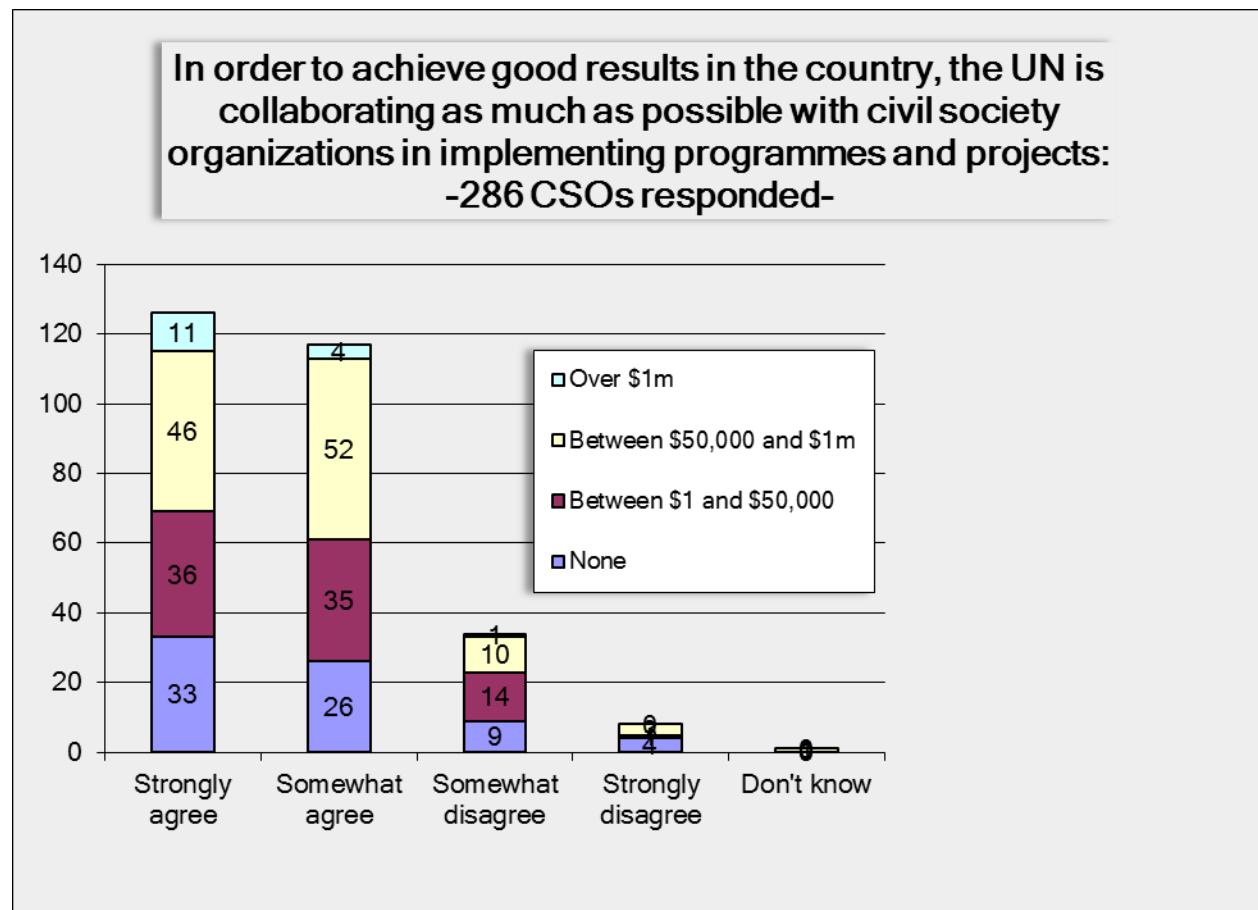 In order to achieve good results in the country, the UN is
collaborating as much as possible with civil society
organizations in implementing programmes and projects:
-286 CSOs responded-
140
120
100
80
60
40
20
0
11
46
36
33
4
52
35
26
1
10
14
9
4
Over $1m
Between $50,000 and $1m
Between $1 and $50,000
None
Strongly
agree
Somewhat
agree
Somewhat
disagree
Strongly
disagree
Don't know